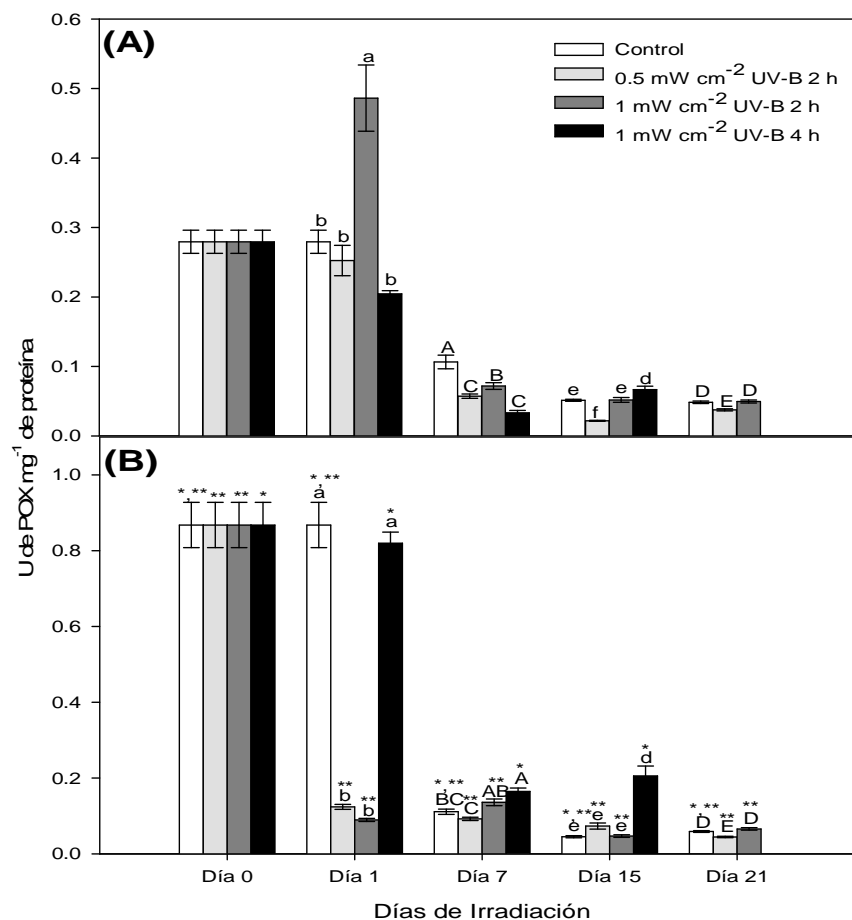 (A)
0.6
0.5
0.4
0.3
0.2
0.1
0.0
Control
0.5 mW cm-2 UV-B 2 h
1 mW cm-2 UV-B 2 h
1 mW cm-2 UV-B 4 h
b b a b
A C B C
e f e d
D E D
U de POX mg-1 de proteína
(B)
1.0
0.8
0.6
0.4
0.2
0.0
*,** ** ** *
*,** ** ** *
a b b a
*,** ** ** *
BC C AB A
*,** ** ** *
e e e d
*,** ** **
D E D
Día 0 Día 1 Día 7 Día 15 Día 21
Días de Irradiación